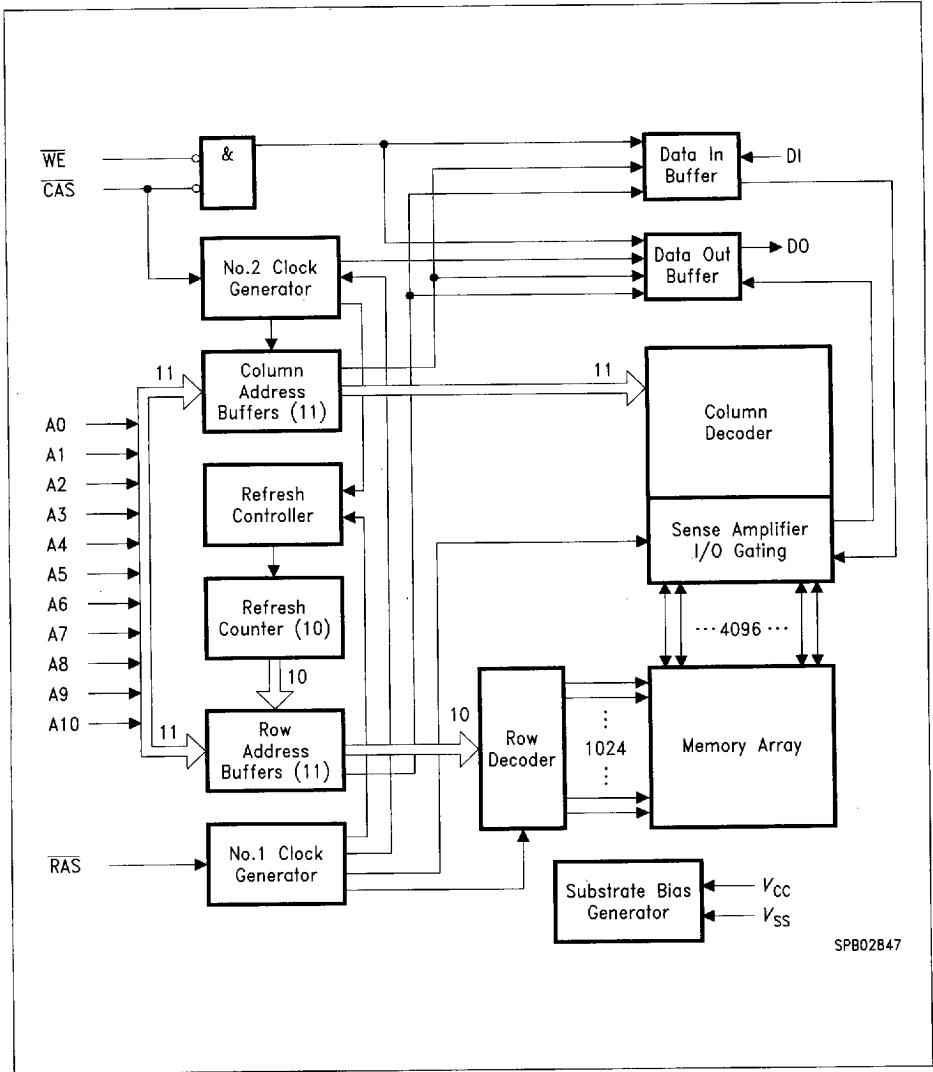 WE
CAS
&
Data In
Buffer
DI
No.2 Clock
Generator
Data Out
Buffer
DO
11
Column
Address
Buffers (11)
11
Column
Decoder
A0
A1
A2
A3
A4
A5
A6
A7
A8
A9
A10
Refresh
Controller
Sense Amplifier
I/O Gating
Refresh
Counter (10)
··· 4096 ···
10
11
Row
Address
Buffers (11)
10
Row
Decoder
1024
Memory Array
RAS
No.1 Clock
Generator
Substrate Bias
Generator
VCC
VSS
SPB02847